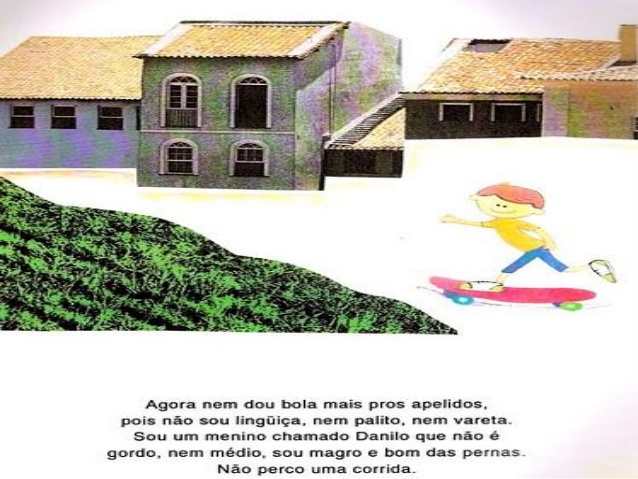 Agora nem dou bola mais pros apelidos,
pois não sou lingüiça, nem palito, nem vareta.
Sou um menino chamado Danilo que não é
gordo, nem médio, sou magro e bom das pernas.
Não perco uma corrida.